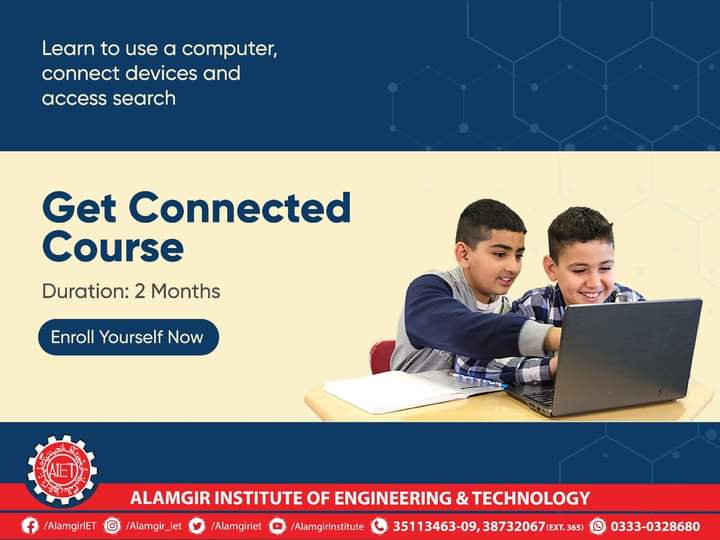 Learn to use a computer,
connect devices and
access search
Get Connected
Course
Duration: 2 Months
Enroll Yourself Now
AIET
ALAMGIR INSTITUTE OF ENGINEERING & TECHNOLOGY
/AlamgirIET /Alamgir_iet /Alamgiriet /AlamgirInstitute 35113463-09, 38732067 (EXT. 365) 0333-0328680